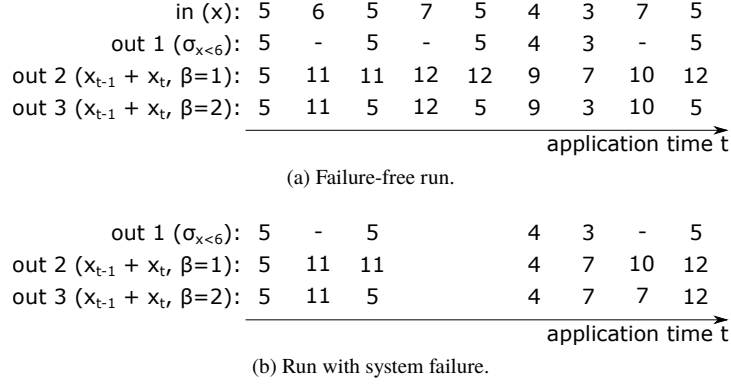 in (x): 5 6 5 7 5 4 3 7 5
out 1 (σx<6): 5 - 5 - 5 4 3 - 5
out 2 (xt-1 + xt, β=1): 5 11 11 12 12 9 7 10 12
out 3 (xt-1 + xt, β=2): 5 11 5 12 5 9 3 10 5
application time t
(a) Failure-free run.
out 1 (σx<6): 5 - 5 4 3 - 5
out 2 (xt-1 + xt, β=1): 5 11 11 4 7 10 12
out 3 (xt-1 + xt, β=2): 5 11 5 4 7 7 12
application time t
(b) Run with system failure.